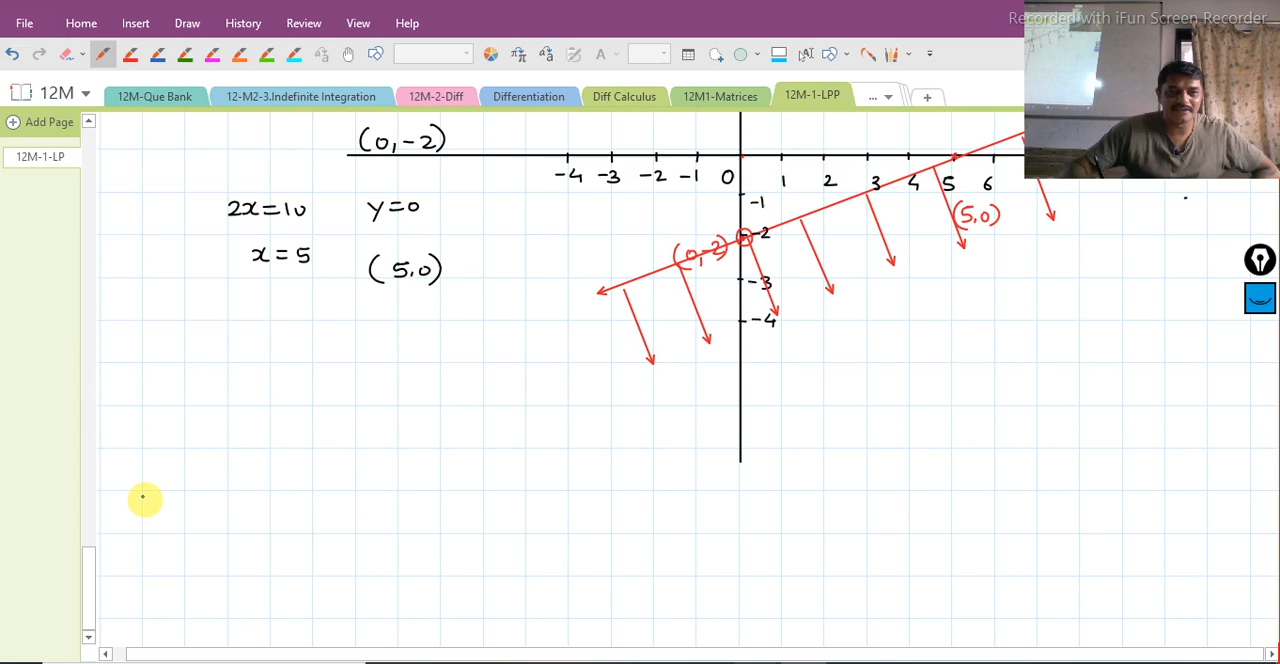 File Home Insert Draw History Review View Help
Recorded with iFun Screen Recorder
12M 12M-Que Bank 12-M2-3.Indefinite Integration 12M-2-Diff Differentiation Diff Calculus 12M1-Matrices 12M-1-LPP ...
Add Page
12M-1-LP
(0,-2)
-4 -3 -2 -1 0 1 2 3 4 5 6
2x=10 y=0
-1
(5,0)
(0,-2) -2
x=5 (5,0)
-3
-4